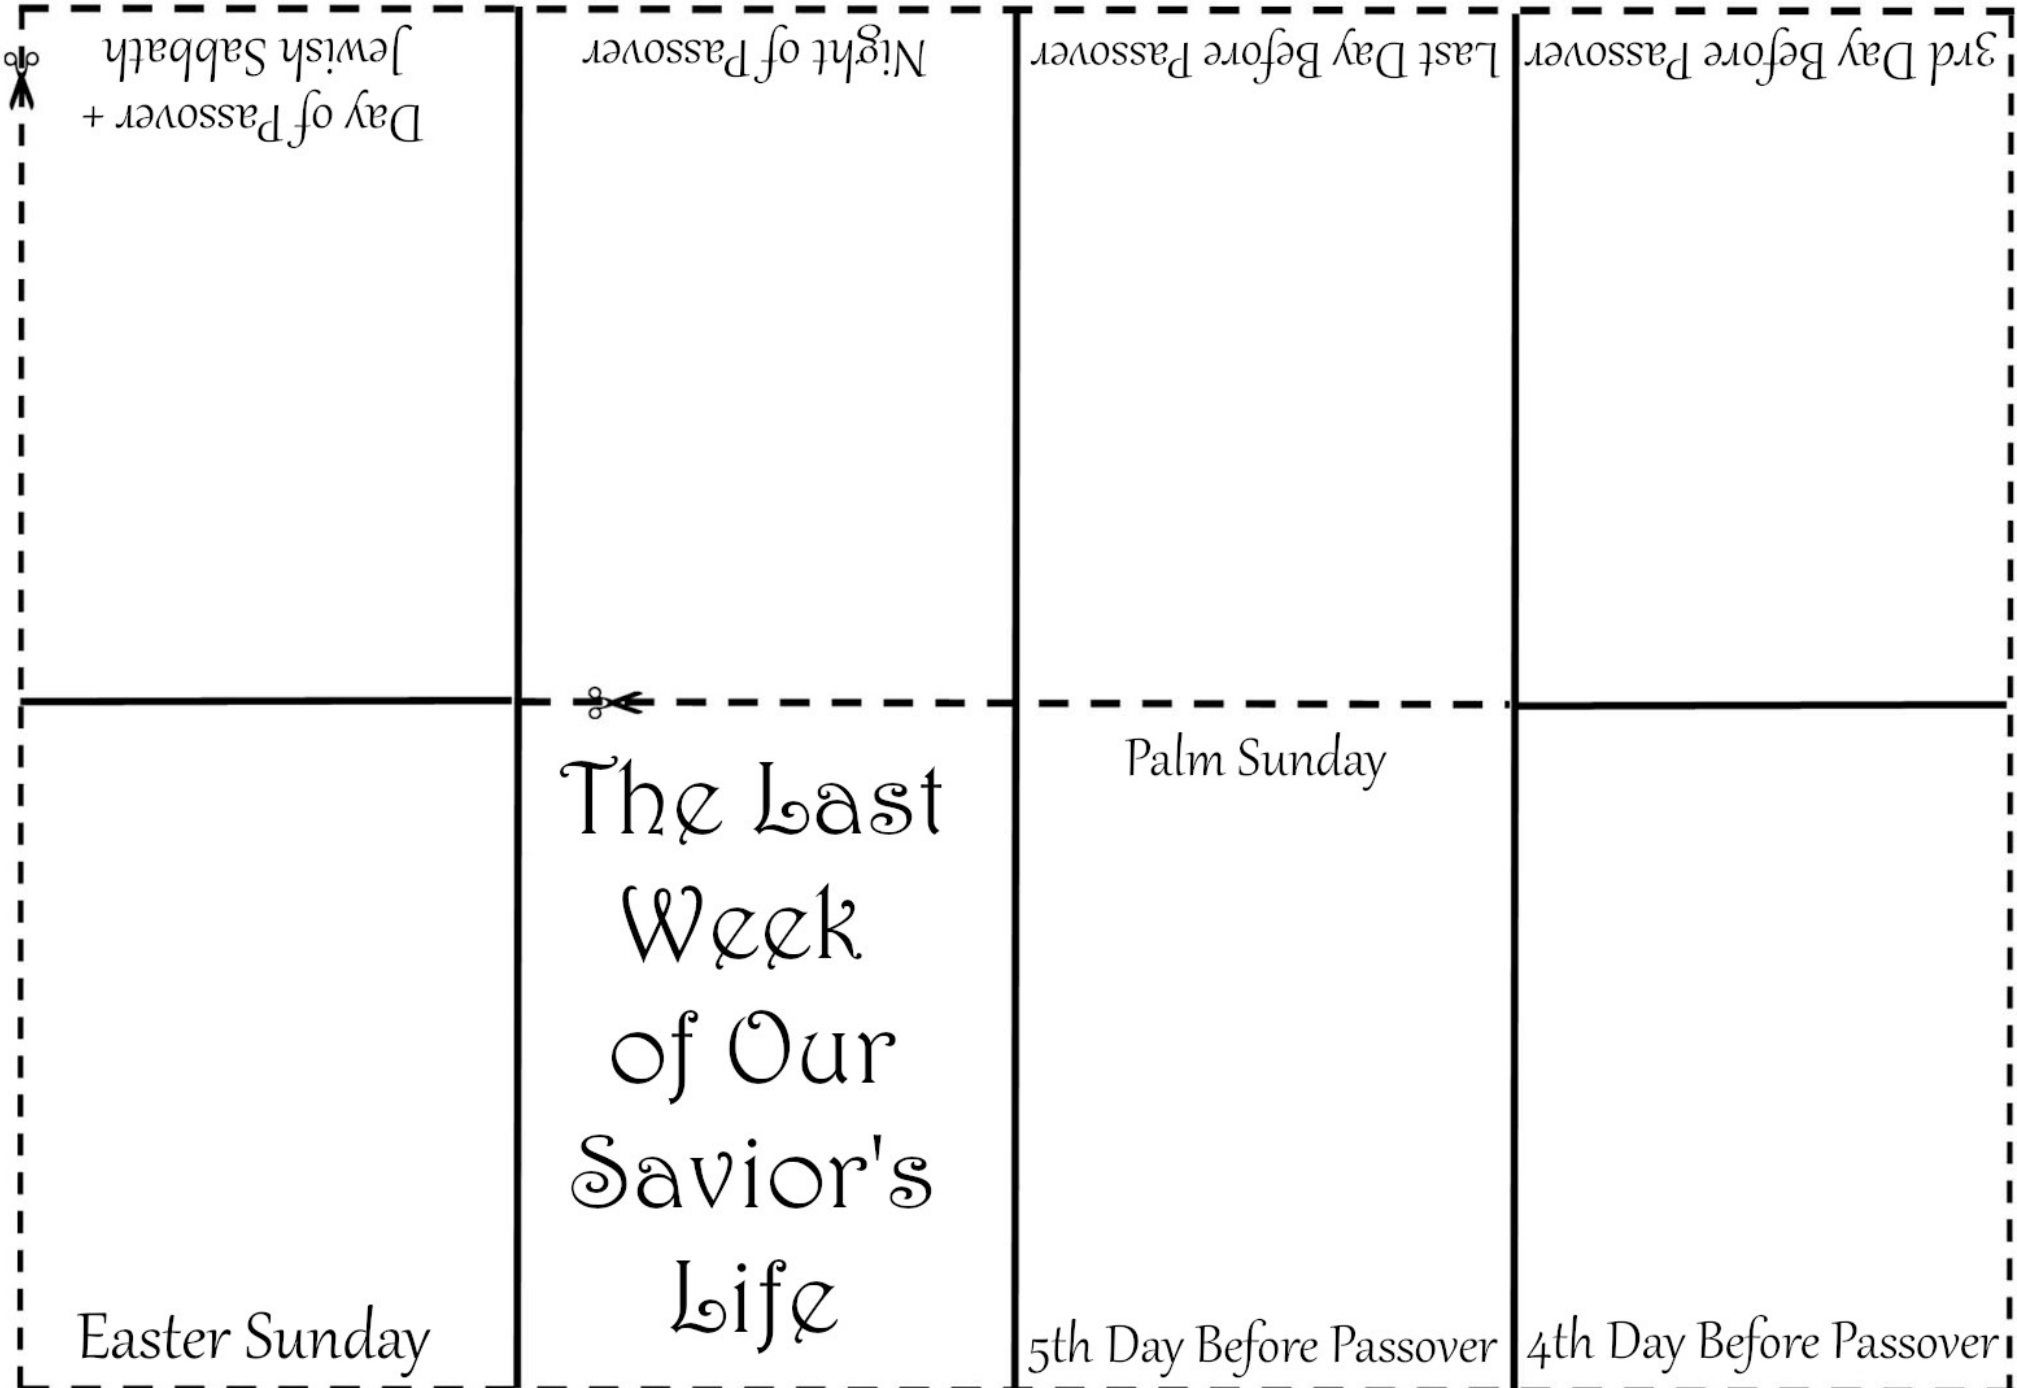 Day of Passover +
Jewish Sabbath
Night of Passover
Last Day Before Passover
3rd Day Before Passover
The Last
Week
of Our
Savior's
Life
Palm Sunday
Easter Sunday
5th Day Before Passover
4th Day Before Passover